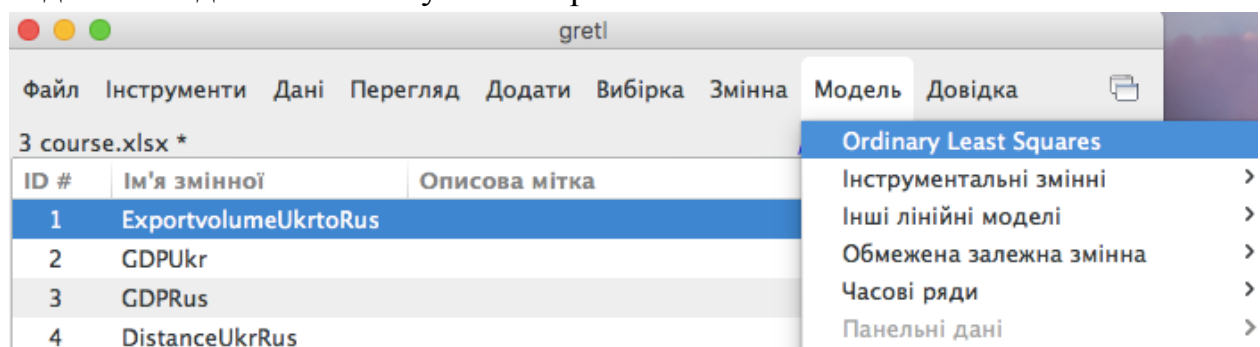 gretl
Файл Інструменти Дані Перегляд Додати Вибірка Змінна Модель Довідка
3 course.xlsx *
Ordinary Least Squares
ID # Ім'я змінної Описова мітка
Інструментальні змінні
1 ExportvolumeUkrtoRus
Інші лінійні моделі
2 GDPUkr
Обмежена залежна змінна
3 GDPRus
Часові ряди
4 DistanceUkrRus
Панельні дані